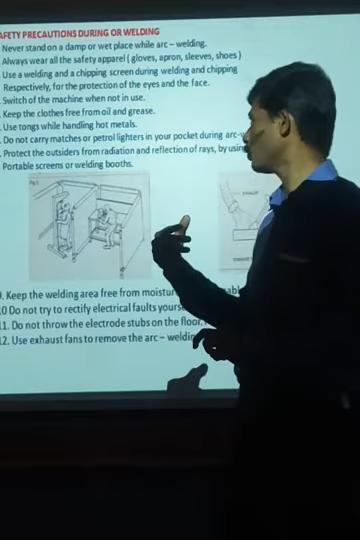 AFETY PRECAUTIONS DURING OR WELDING
Never stand on a damp or wet place while arc – welding.
Always wear all the safety apparel ( gloves, apron, sleeves, shoes )
Use a welding and a chipping screen during welding and chipping
Respectively, for the protection of the eyes and the face.
Switch of the machine when not in use.
Keep the clothes free from oil and grease.
Use tongs while handling hot metals.
Do not carry matches or petrol lighters in your pocket during arc-
Protect the outsiders from radiation and reflection of rays, by using
Portable screens or welding booths.
9. Keep the welding area free from moistur
10 Do not try to rectify electrical faults yours
11. Do not throw the electrode stubs on the floor.
12. Use exhaust fans to remove the arc – weldin